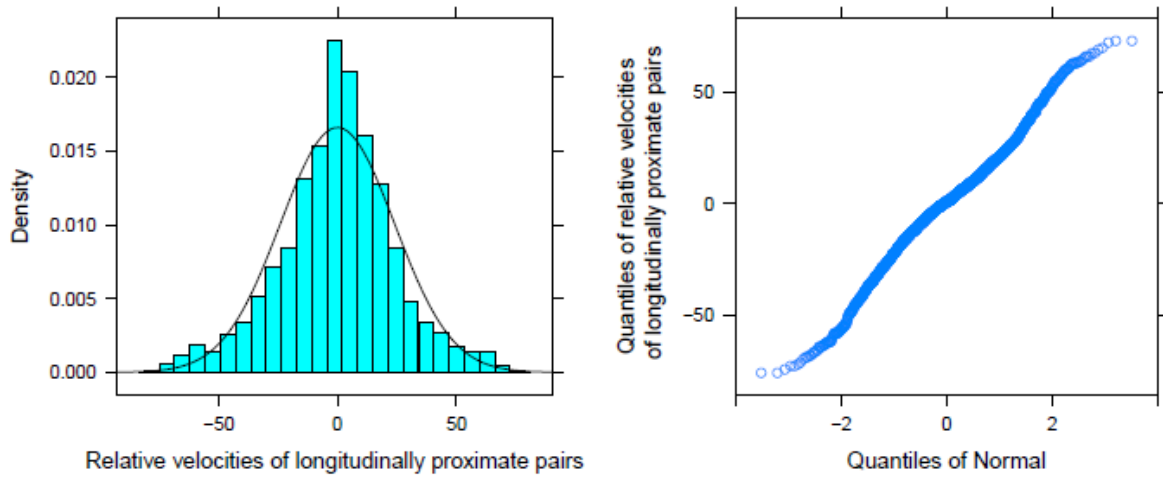 0.020
0.015
0.010
0.005
0.000
Density
−50
0
50
Relative velocities of longitudinally proximate pairs
Quantiles of relative velocities
of longitudinally proximate pairs
50
0
−50
−2
0
2
Quantiles of Normal